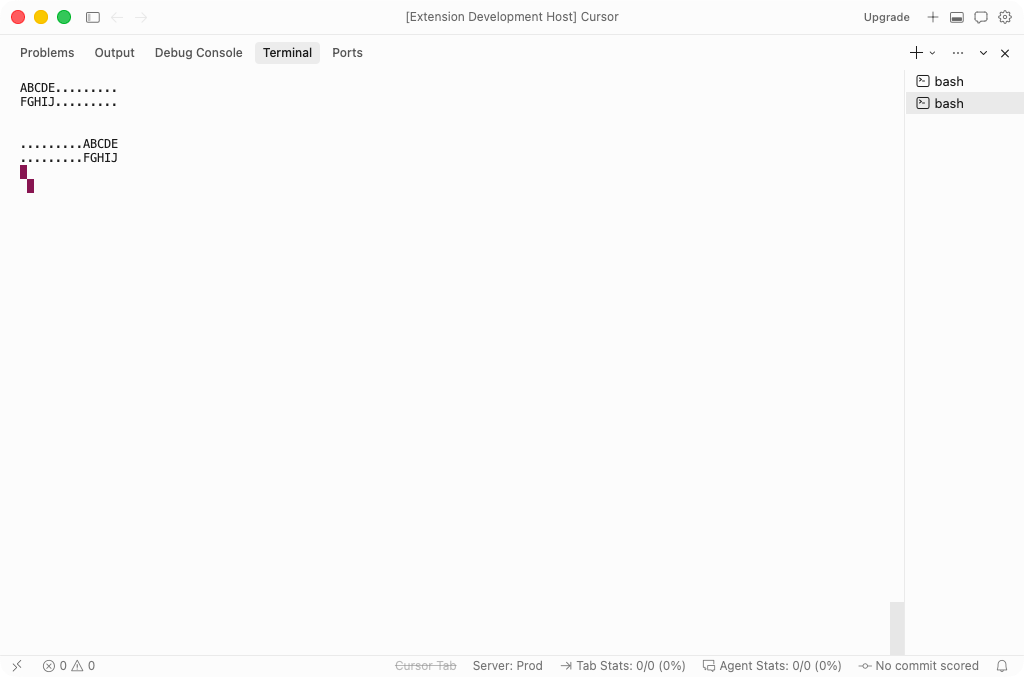 [Extension Development Host] Cursor
Upgrade
Problems Output Debug Console Terminal Ports
ABCDE.........
FGHIJ.........
.........ABCDE
.........FGHIJ
bash
bash
0 0 Cursor Tab Server: Prod Tab Stats: 0/0 (0%) Agent Stats: 0/0 (0%) No commit scored